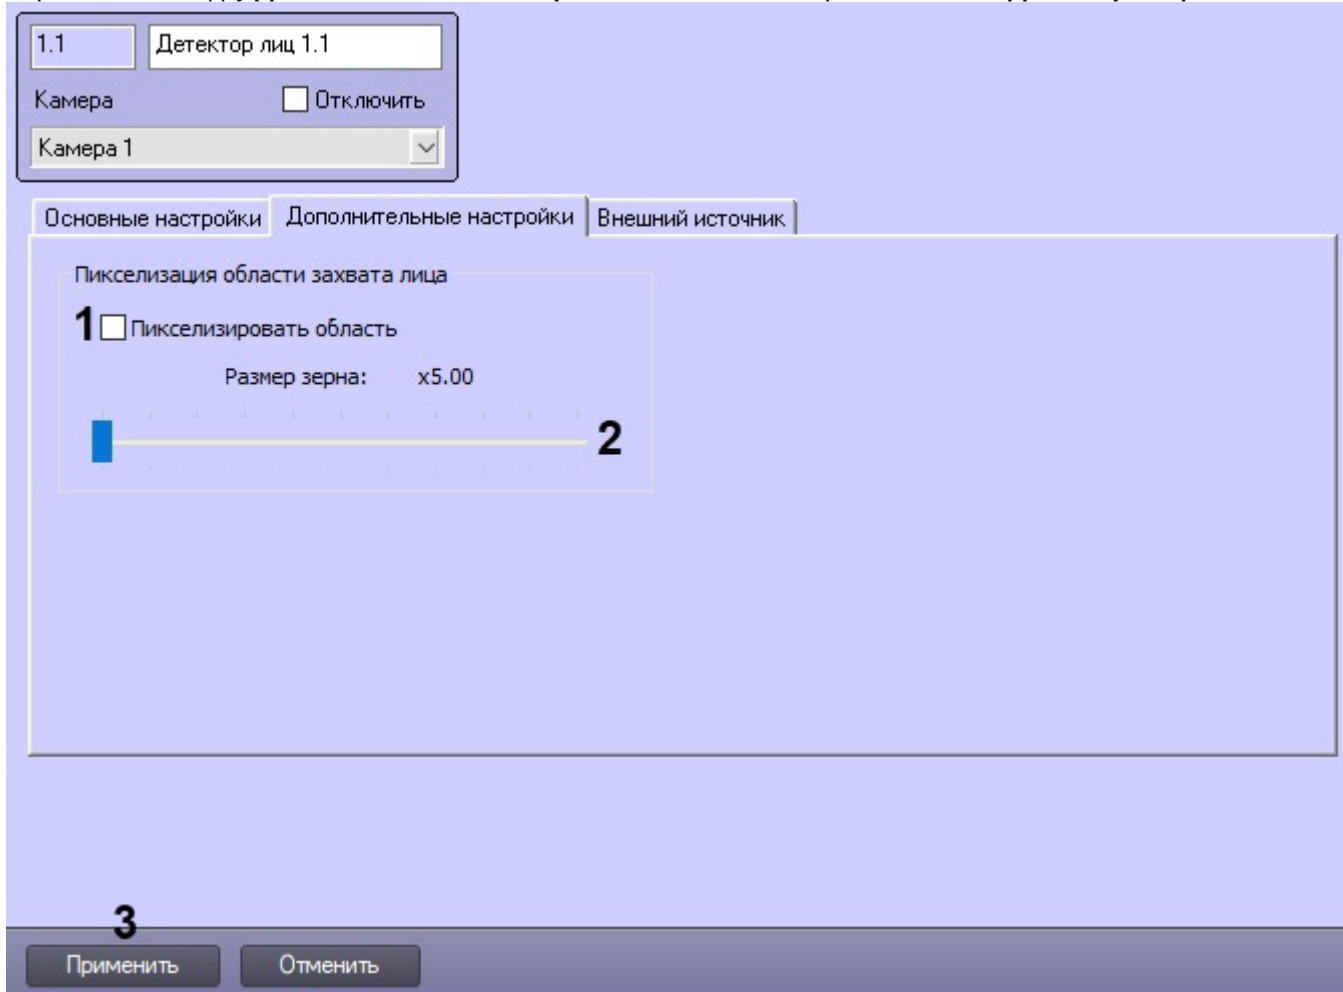 1.1 Детектор лиц 1.1
Камера Отключить
Камера 1
Основные настройки Дополнительные настройки Внешний источник
Пикселизация области захвата лица
1 Пикселизировать область
Размер зерна: x5.00
2
3
Применить Отменить